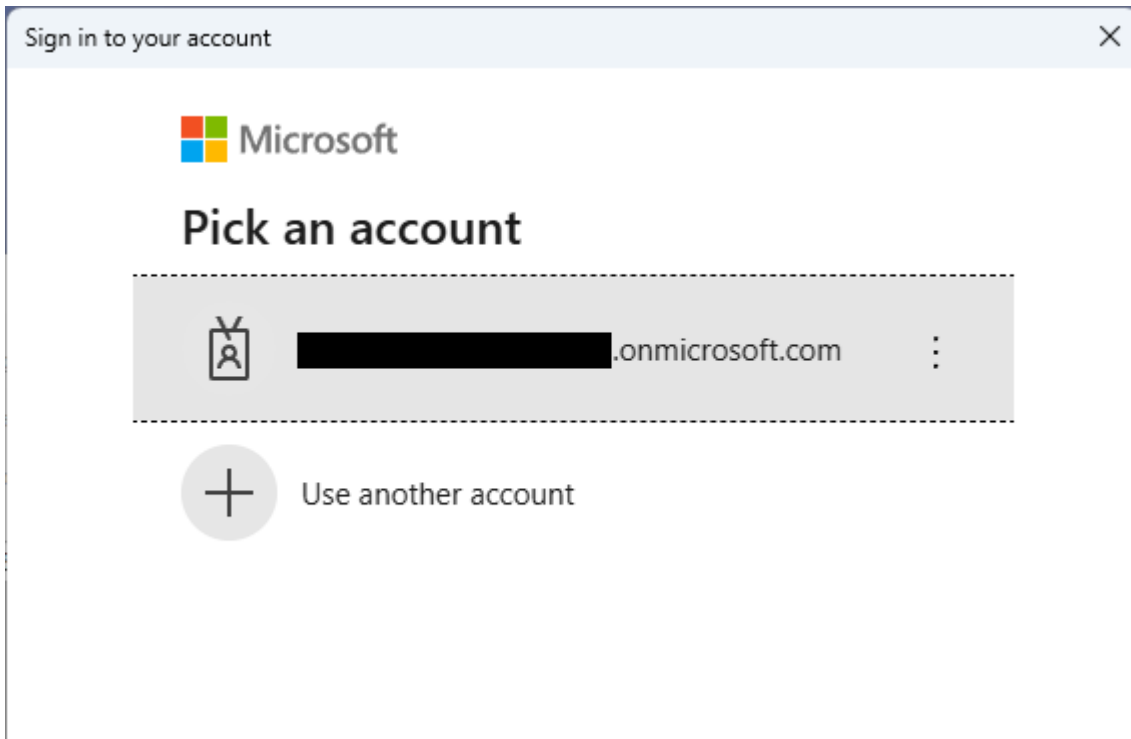 Sign in to your account
Microsoft
Pick an account
.onmicrosoft.com
Use another account